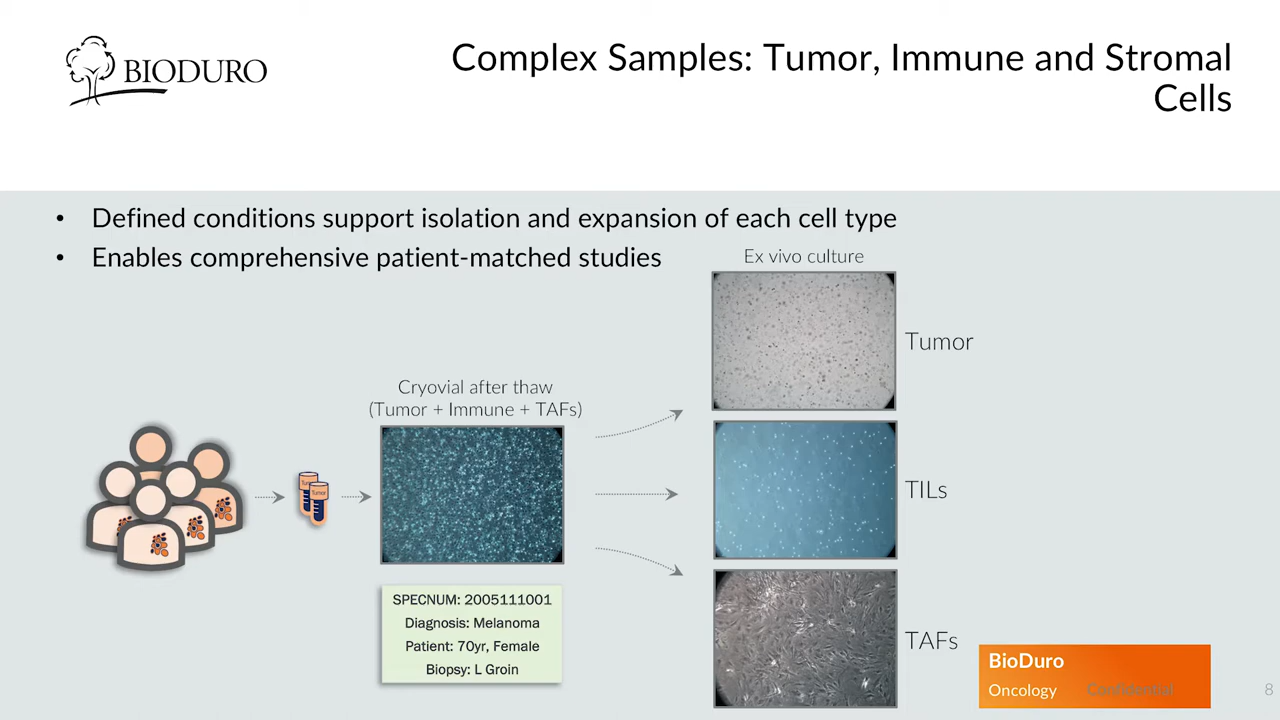 BIODURO
Complex Samples: Tumor, Immune and Stromal
Cells
• Defined conditions support isolation and expansion of each cell type
• Enables comprehensive patient-matched studies
Ex vivo culture
Tumor
Cryovial after thaw
(Tumor + Immune + TAFs)
Tumor
TILs
SPECNUM: 2005111001
Diagnosis: Melanoma
Patient: 70yr, Female
Biopsy: L Groin
TAFs
BioDuro
Oncology
Confidential
8